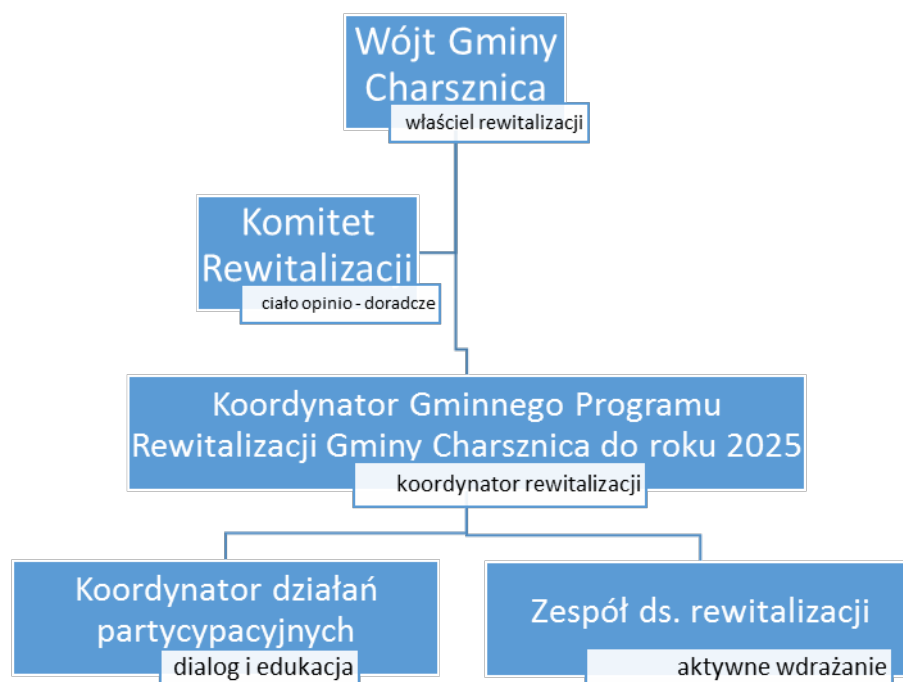 Wójt Gminy
Charsznica
właściel rewitalizacji
Komitet
Rewitalizacji
ciało opinio - doradcze
Koordynator Gminnego Programu
Rewitalizacji Gminy Charsznica do roku 2025
koordynator rewitalizacji
Koordynator działań
partycypacyjnych
dialog i edukacja
Zespół ds. rewitalizacji
aktywne wdrażanie